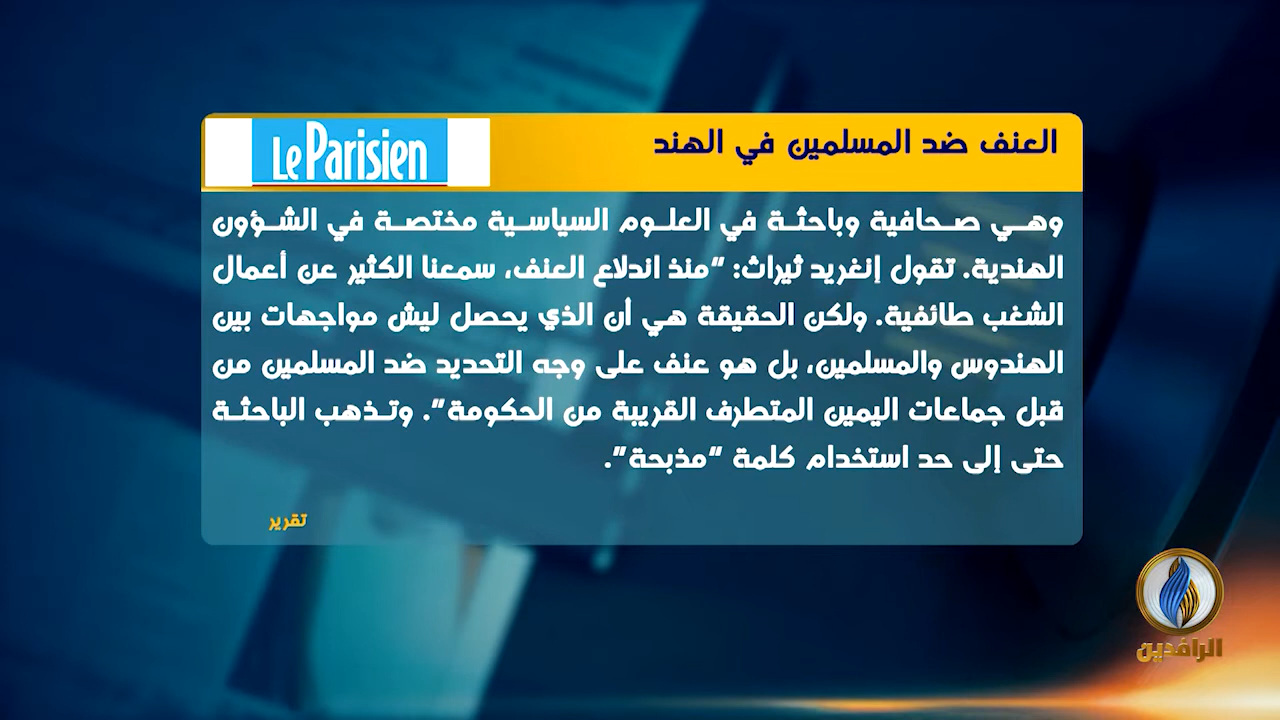 العنف ضد المسلمين في الهند
Le Parisien
وهي صحافية وباحثة في العلوم السياسية مختصة في الشؤون
الهندية. تقول إنغريد ثيراث: “منذ اندلاع العنف، سمعنا الكثير عن أعمال
الشغب طائفية. ولكن الحقيقة هي أن الذي يحصل ليش مواجهات بين
الهندوس والمسلمين، بل هو عنف على وجه التحديد ضد المسلمين من
قبل جماعات اليمين المتطرف القريبة من الحكومة”. وتذهب الباحثة
حتى إلى حد استخدام كلمة “مذبحة”.
تقرير
الرافدين